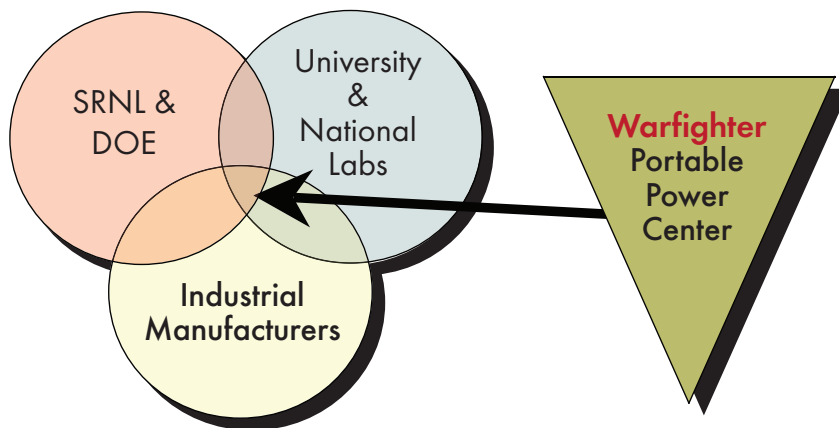 SRNL &
DOE
University
&
National
Labs
Industrial
Manufacturers
Warfighter
Portable
Power
Center